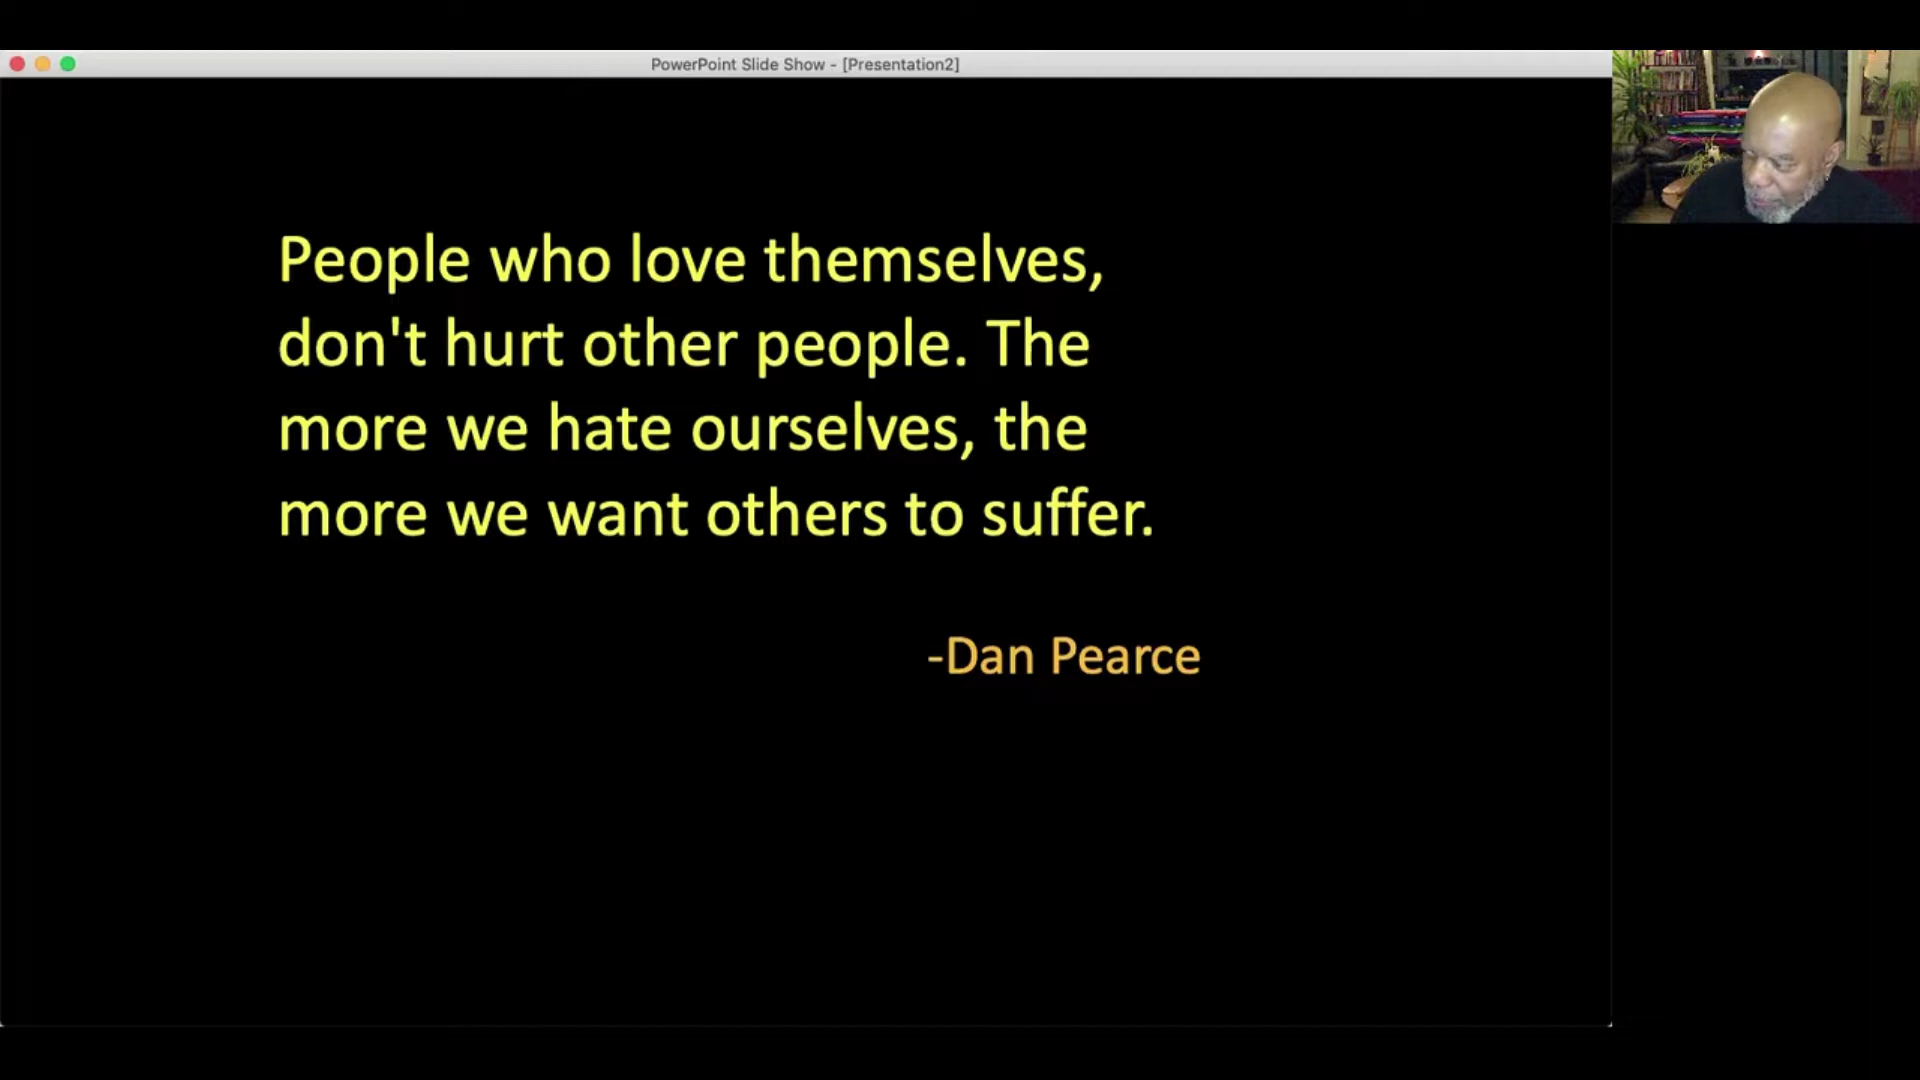 PowerPoint Slide Show - [Presentation2]
People who love themselves,
don't hurt other people. The
more we hate ourselves, the
more we want others to suffer.
-Dan Pearce